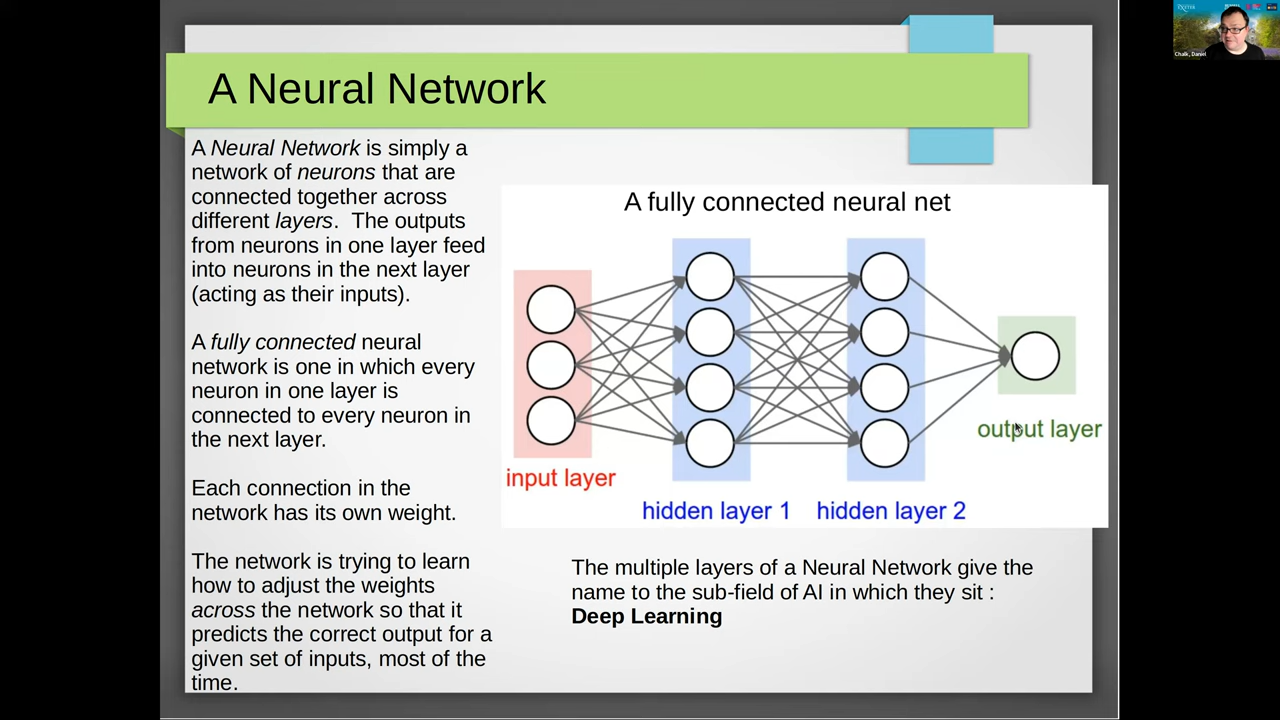 A Neural Network
A Neural Network is simply a
network of neurons that are
connected together across
different layers.  The outputs
from neurons in one layer feed
into neurons in the next layer
(acting as their inputs).
A fully connected neural
network is one in which every
neuron in one layer is
connected to every neuron in
the next layer.
Each connection in the
network has its own weight.
The network is trying to learn
how to adjust the weights
across the network so that it
predicts the correct output for a
given set of inputs, most of the
time.
A fully connected neural net
input layer
hidden layer 1
hidden layer 2
output layer
The multiple layers of a Neural Network give the
name to the sub-field of AI in which they sit :
Deep Learning
Chalk, Daniel